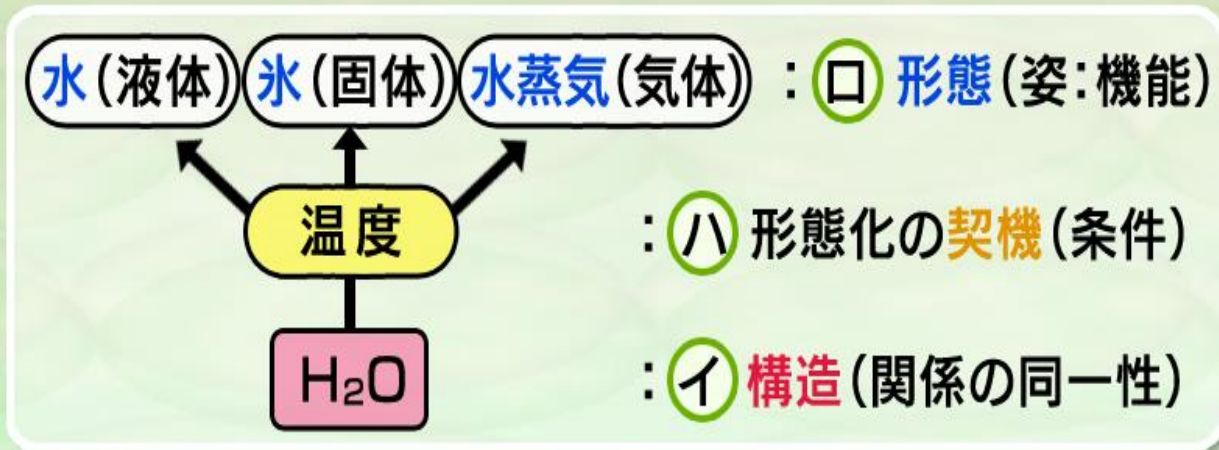 水(液体) 氷(固体) 水蒸気(気体) :ロ 形態(姿:機能)
温度 :ハ 形態化の契機(条件)
H₂O :イ 構造(関係の同一性)